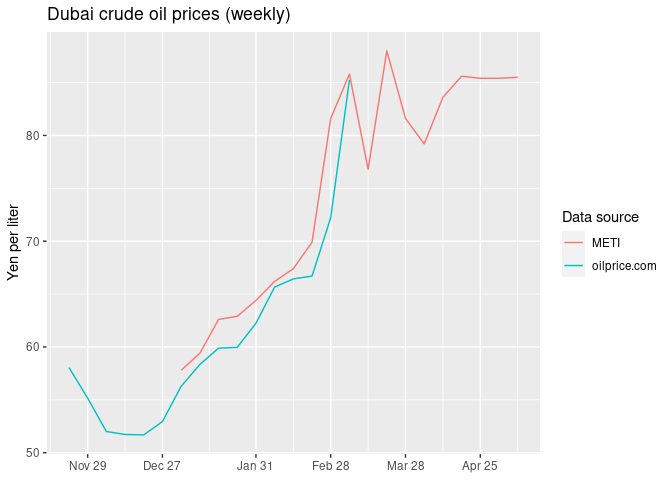 Dubai crude oil prices (weekly)
80
70
60
50
Yen per liter
Nov 29
Dec 27
Jan 31
Feb 28
Mar 28
Apr 25
Data source
METI
oilprice.com